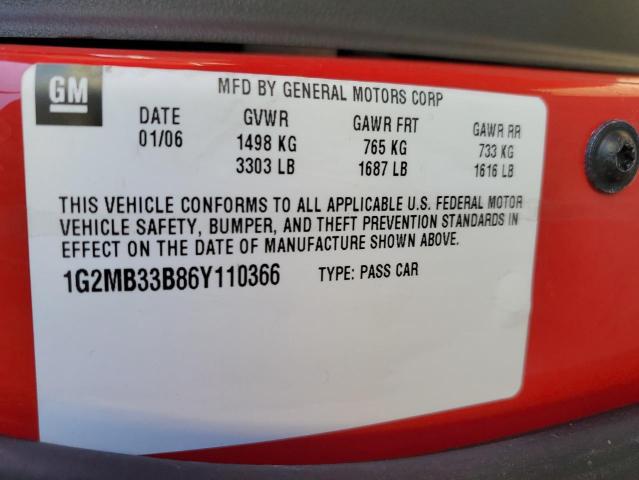 GM
MFD BY GENERAL MOTORS CORP
DATE GVWR GAWR FRT GAWR RR
01/06 1498 KG 765 KG 733 KG
3303 LB 1687 LB 1616 LB
THIS VEHICLE CONFORMS TO ALL APPLICABLE U.S. FEDERAL MOTOR
VEHICLE SAFETY, BUMPER, AND THEFT PREVENTION STANDARDS IN
EFFECT ON THE DATE OF MANUFACTURE SHOWN ABOVE.
1G2MB33B86Y110366 TYPE: PASS CAR